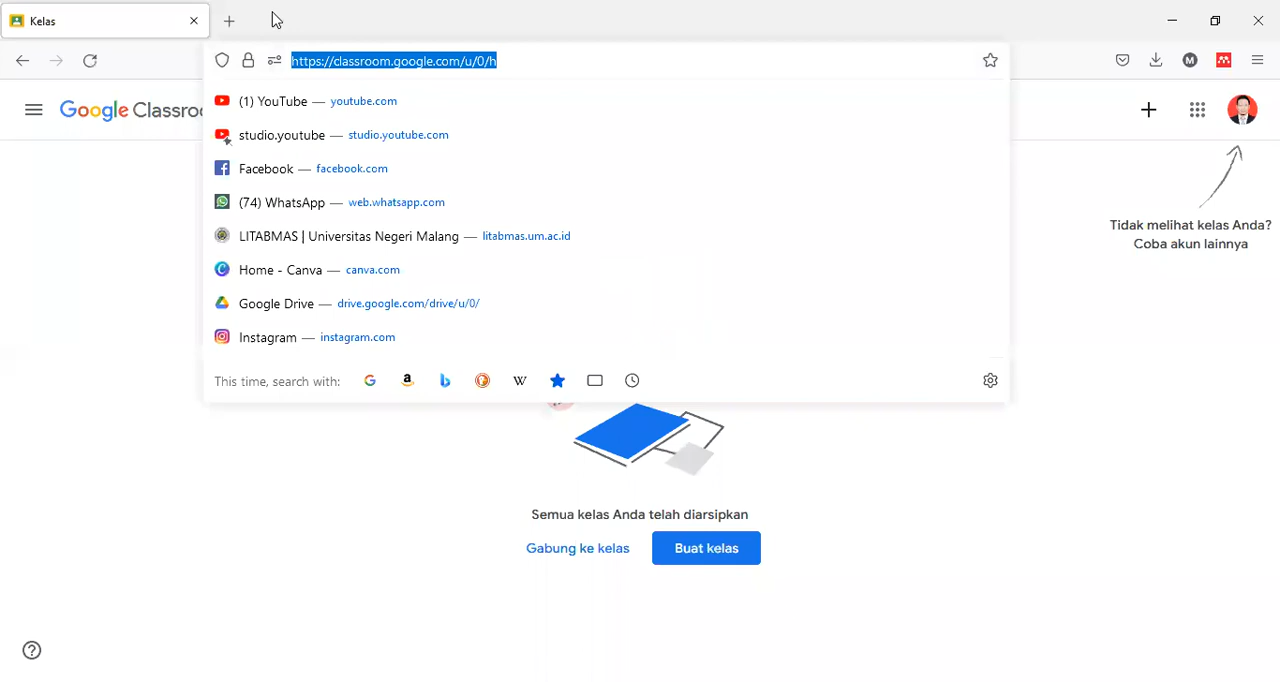 Kelas
https://classroom.google.com/u/0/h
(1) YouTube — youtube.com
studio.youtube — studio.youtube.com
Facebook — facebook.com
(74) WhatsApp — web.whatsapp.com
LITABMAS | Universitas Negeri Malang — litabmas.um.ac.id
Home - Canva — canva.com
Google Drive — drive.google.com/drive/u/0/
Instagram — instagram.com
This time, search with:
Google Classro
M
Tidak melihat kelas Anda?
Coba akun lainnya
Semua kelas Anda telah diarsipkan
Gabung ke kelas
Buat kelas